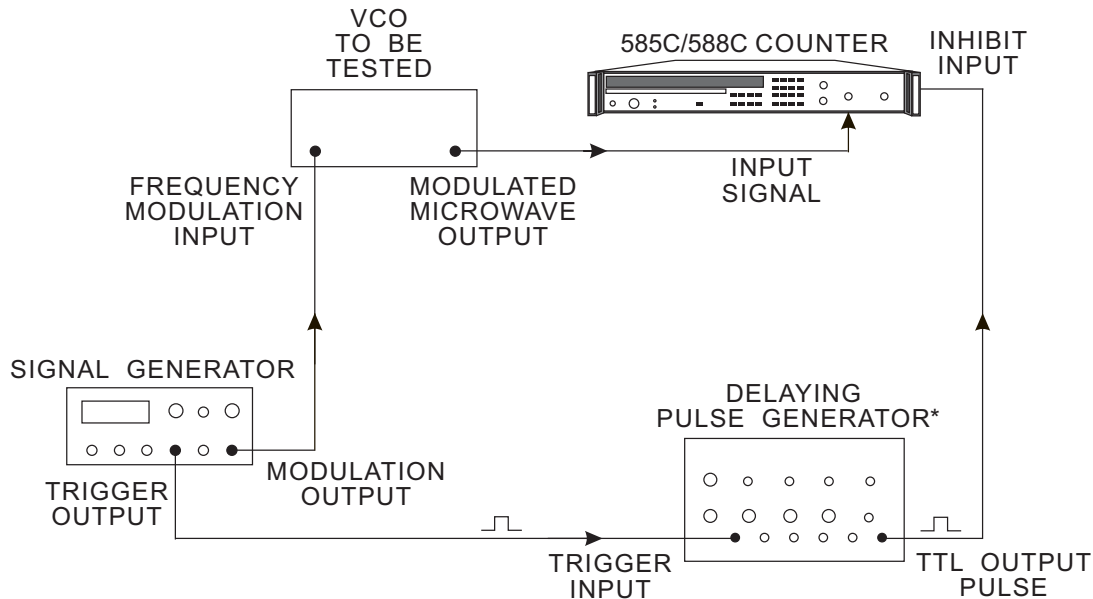 VCO
TO BE
TESTED
585C/588C COUNTER
INHIBIT
INPUT
FREQUENCY
MODULATION
INPUT
MODULATED
MICROWAVE
OUTPUT
INPUT
SIGNAL
SIGNAL GENERATOR
DELAYING
PULSE GENERATOR*
TRIGGER
OUTPUT
MODULATION
OUTPUT
TRIGGER
INPUT
TTL OUTPUT
PULSE